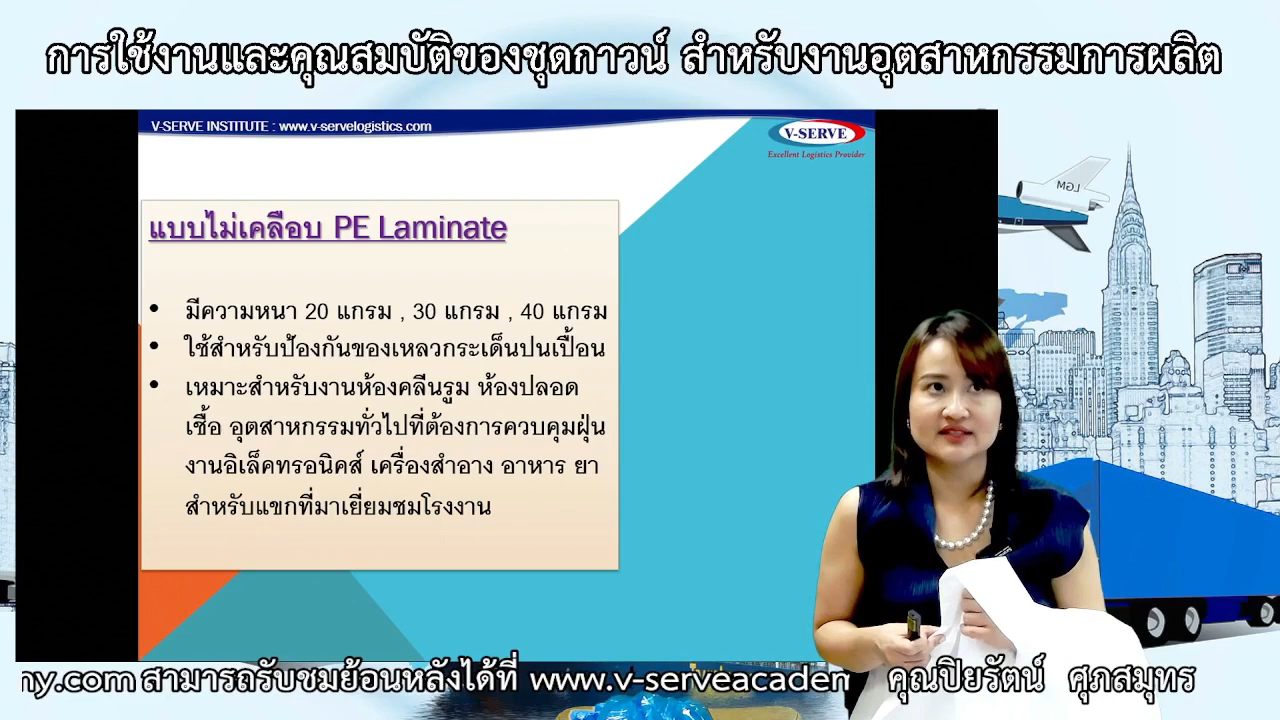 การใช้งานและคุณสมบัติของชุดกาวน์ สำหรับงานอุตสาหกรรมการผลิต
V-SERVE INSTITUTE : www.v-servelogistics.com
V-SERVE
Excellent Logistics Provider
LGM
แบบไม่เคลือบ PE Laminate
• มีความหนา 20 แกรม , 30 แกรม , 40 แกรม
• ใช้สำหรับป้องกันของเหลวกระเด็นปนเปื้อน
• เหมาะสำหรับงานห้องคลีนรูม ห้องปลอด
เชื้อ อุตสาหกรรมทั่วไปที่ต้องการควบคุมฝุ่น
งานอิเล็คทรอนิคส์ เครื่องสำอาง อาหาร ยา
สำหรับแขกที่มาเยี่ยมชมโรงงาน
ny.com สามารถรับชมย้อนหลังได้ที่ www.v-serveacadem
คุณปิยรัตน์ ศุภสมุทร